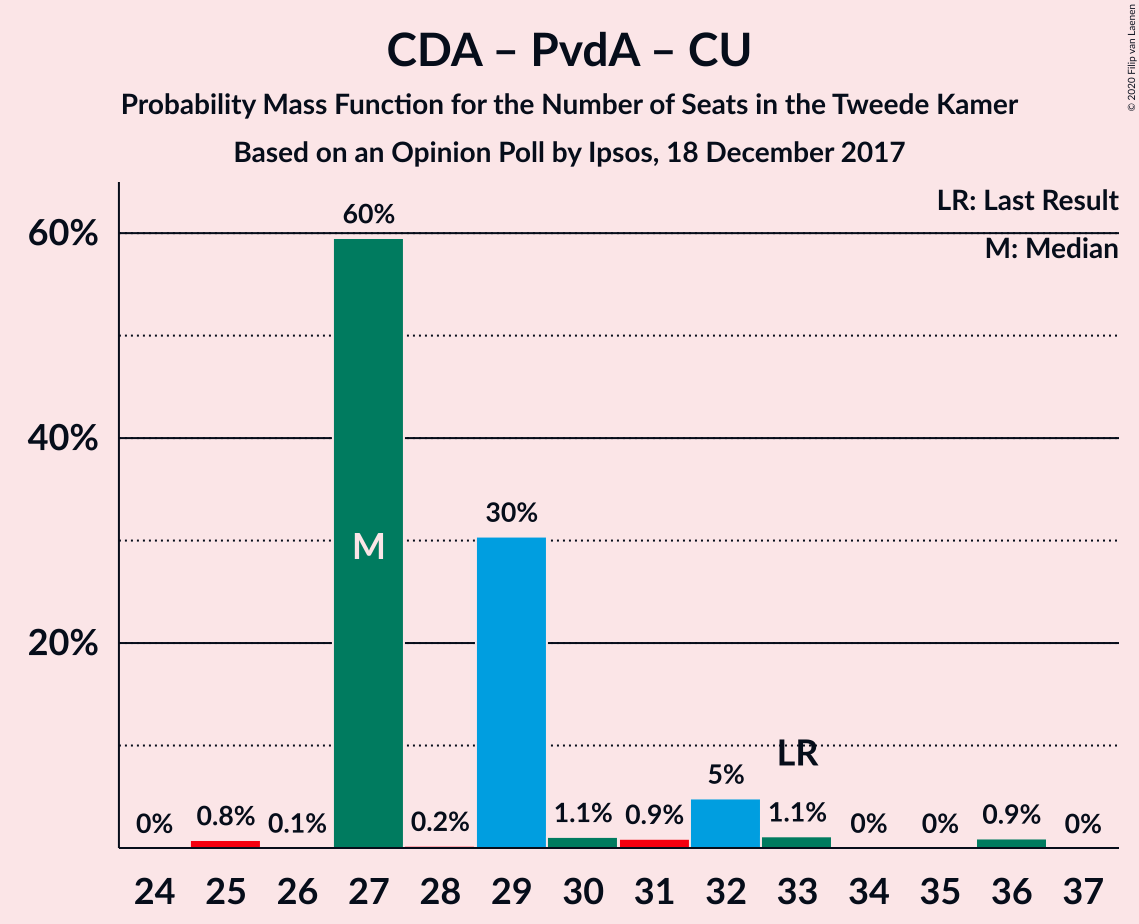 CDA – PvdA – CU
Probability Mass Function for the Number of Seats in the Tweede Kamer
Based on an Opinion Poll by Ipsos, 18 December 2017
© 2020 Filip van Laenen
LR: Last Result
M: Median
60%
40%
20%
0%
0.8%
0.1%
60%
M
0.2%
30%
1.1%
0.9%
5%
LR
1.1%
0%
0%
0.9%
0%
24 25 26 27 28 29 30 31 32 33 34 35 36 37